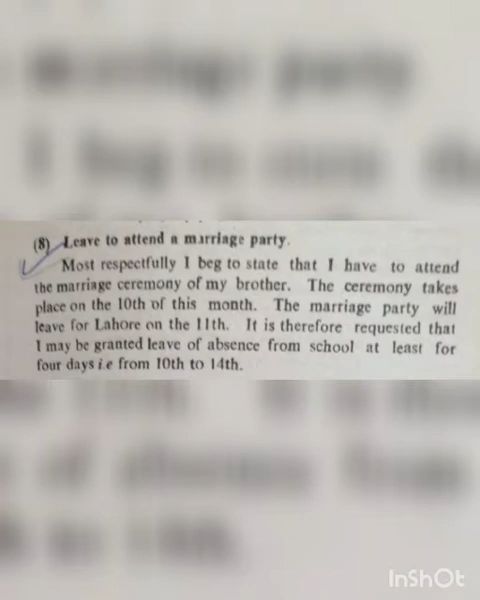 (8) Leave to attend a marriage party.
Most respectfully I beg to state that I have to attend
the marriage ceremony of my brother. The ceremony takes
place on the 10th of this month. The marriage party will
leave for Lahore on the 11th. It is therefore requested that
I may be granted leave of absence from school at least for
four days i.e from 10th to 14th.
InShOt